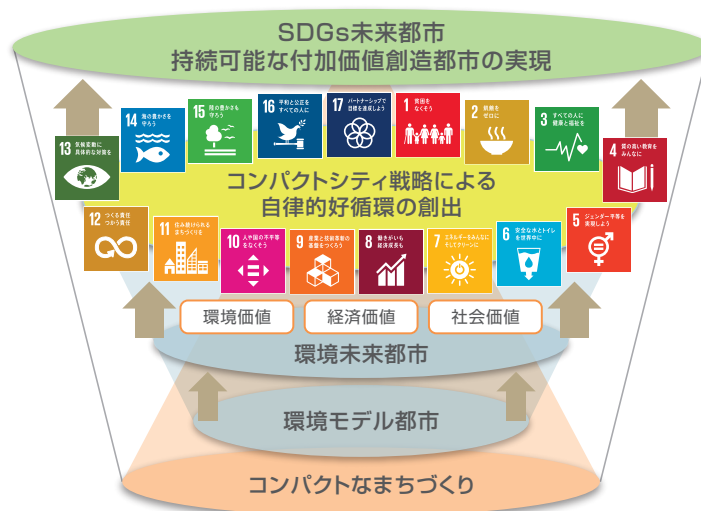 SDGs未来都市
持続可能な付加価値創造都市の実現
13 気候変動に
具体的な対策を
14 海の豊かさを
守ろう
15 陸の豊かさも
守ろう
16 平和と公正を
すべての人に
17 パートナーシップで
目標を達成しよう
1 貧困を
なくそう
2 飢餓を
ゼロに
3 すべての人に
健康と福祉を
4 質の高い教育を
みんなに
コンパクトシティ戦略による
自律的好循環の創出
12 つくる責任
つかう責任
11 住み続けられる
まちづくりを
10 人や国の不平等
をなくそう
9 産業と技術革新の
基盤をつくろう
8 働きがいも
経済成長も
7 エネルギーをみんなに
そしてクリーンに
6 安全な水とトイレ
を世界中に
5 ジェンダー平等を
実現しよう
環境価値
経済価値
社会価値
環境未来都市
環境モデル都市
コンパクトなまちづくり